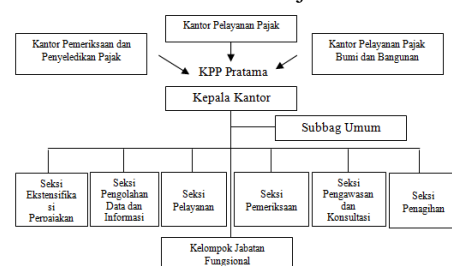 Kantor Pelayanan Pajak
Kantor Pemeriksaan dan
Penyeledikan Pajak
Kantor Pelayanan Pajak
Bumi dan Bangunan
KPP Pratama
Kepala Kantor
Subbag Umum
Seksi
Ekstensifika
si
Perpajakan
Seksi
Pengolahan
Data dan
Informasi
Seksi
Pelayanan
Seksi
Pemeriksaan
Seksi
Pengawasan
dan
Konsultasi
Seksi
Penagihan
Kelompok Jabatan
Fungsional